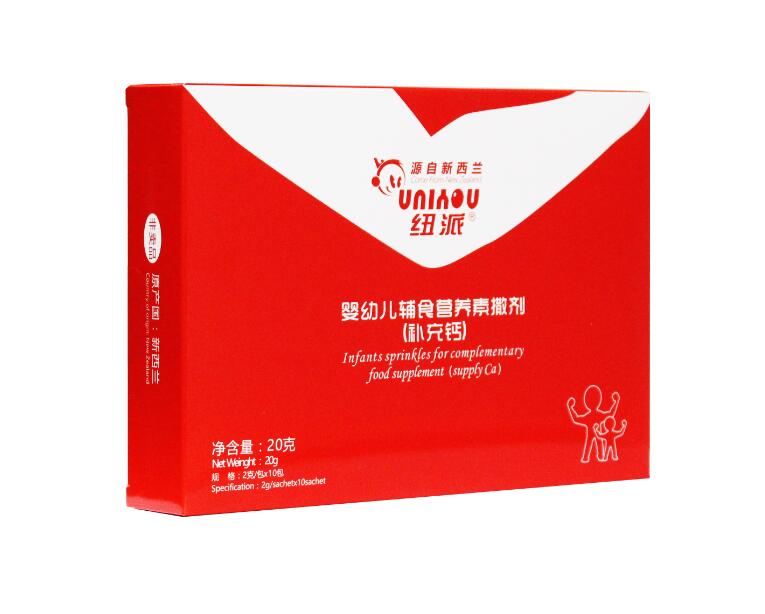 源自新西兰
Come From New Zealand
UNIYOU
纽派®
婴幼儿辅食营养素撒剂
(补充钙)
Infants sprinkles for complementary
food supplement (supply Ca)
净含量：20克
Net Weinght : 20g
规 格：2克/包x10包
Specification : 2g/sachetx10sachet
非卖品
原产国：新西兰
Country of origin: New Zealand